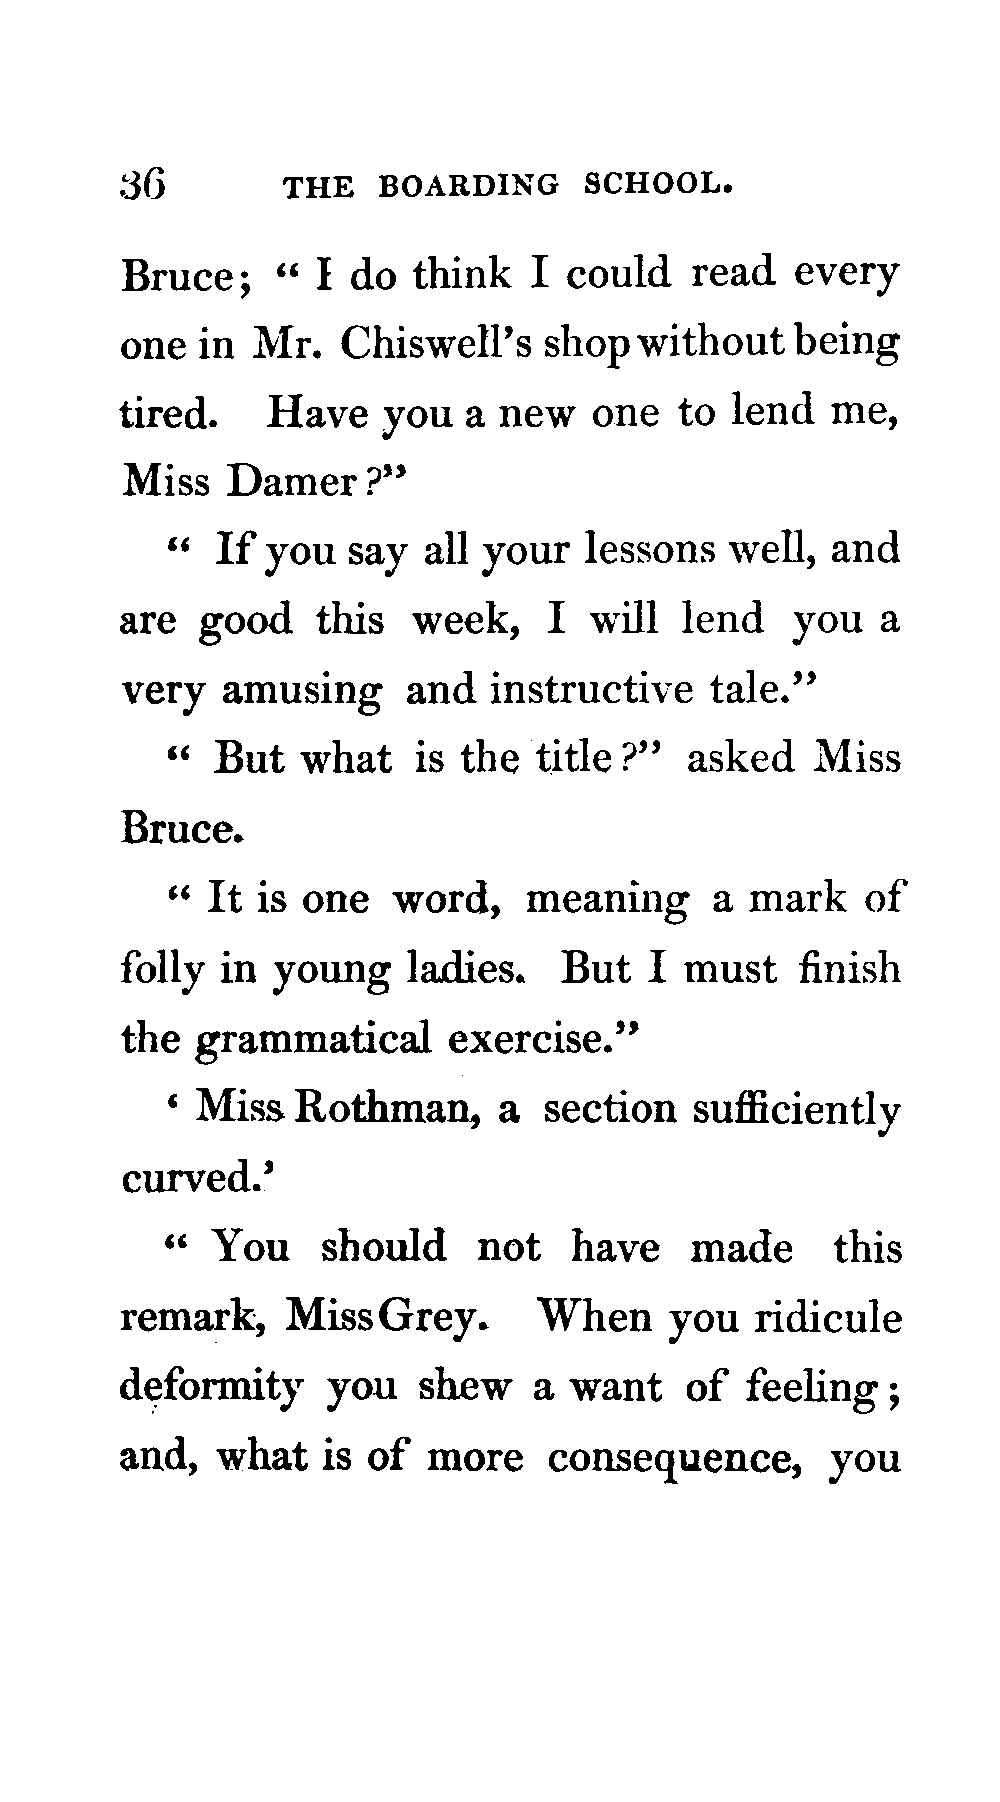 36 THE BOARDING SCHOOL.
Bruce; “ I do think I could read every
one in Mr. Chiswell’s shop without being
tired. Have you a new one to lend me,
Miss Damer?”
“ If you say all your lessons well, and
are good this week, I will lend you a
very amusing and instructive tale.”
“ But what is the title?” asked Miss
Bruce.
“ It is one word, meaning a mark of
folly in young ladies. But I must finish
the grammatical exercise.”
‘ Miss Rothman, a section sufficiently
curved.’
“ You should not have made this
remark, Miss Grey. When you ridicule
deformity you shew a want of feeling;
and, what is of more consequence, you